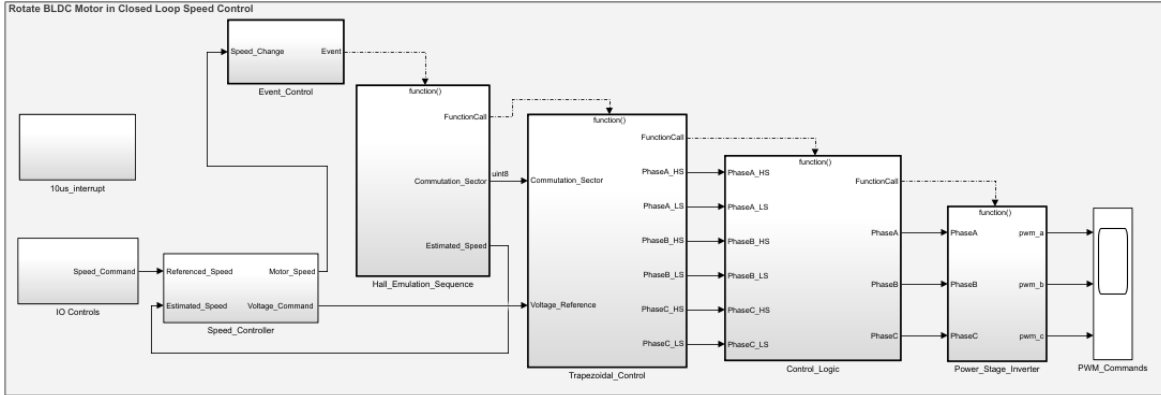 Rotate BLDC Motor in Closed Loop Speed Control
Speed_Change
Event
Event_Control
10us_interrupt
Speed_Command
IO Controls
Referenced_Speed
Motor_Speed
Estimated_Speed
Voltage_Command
Speed_Controller
function()
FunctionCall
Commutation_Sector
Estimated_Speed
Hall_Emulation_Sequence
uint8
function()
FunctionCall
Commutation_Sector
PhaseA_HS
PhaseA_LS
PhaseB_HS
PhaseB_LS
Voltage_Reference
PhaseC_HS
PhaseC_LS
Trapezoidal_Control
function()
FunctionCall
PhaseA_HS
PhaseA_LS
PhaseB_HS
PhaseB_LS
PhaseC_HS
PhaseC_LS
PhaseA
PhaseB
PhaseC
Control_Logic
function()
PhaseA
pwm_a
PhaseB
pwm_b
PhaseC
pwm_c
Power_Stage_Inverter
PWM_Commands